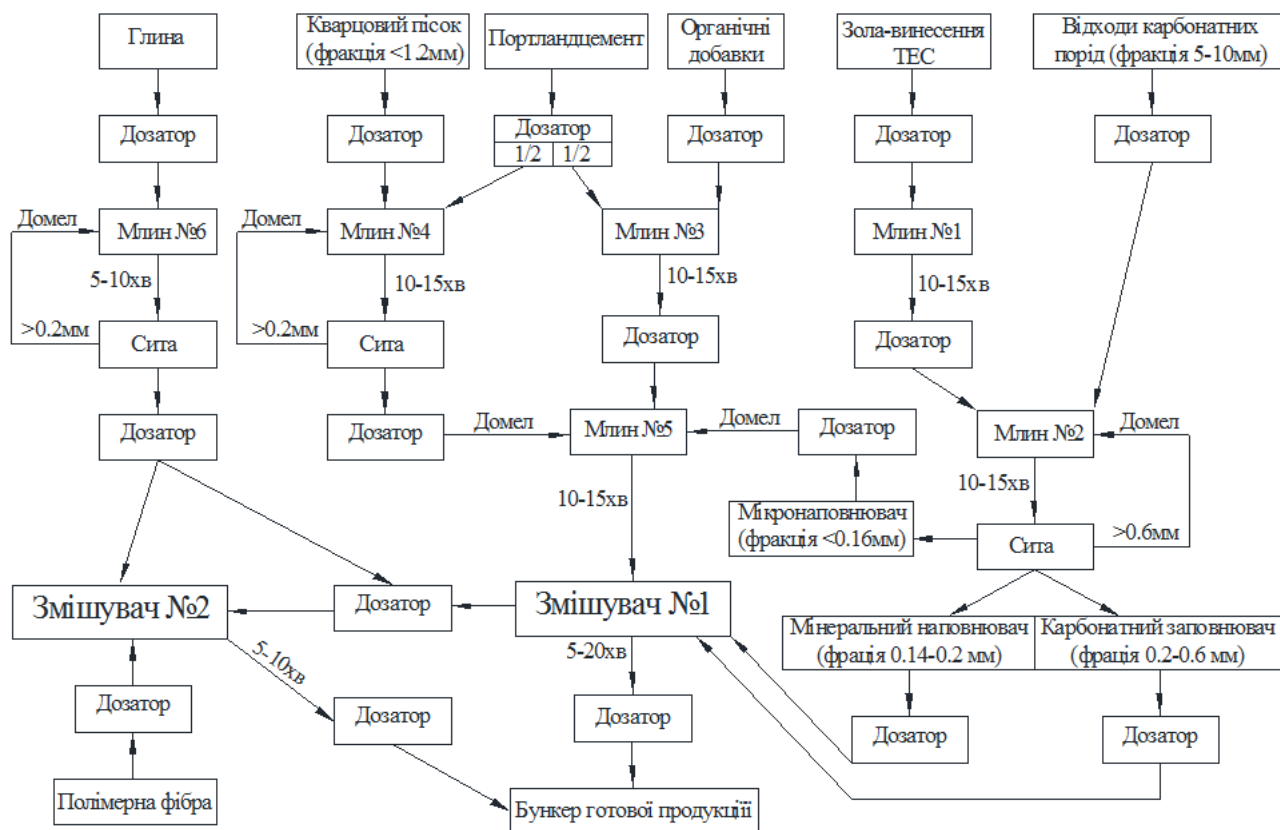 Глина
Кварцовий пісок
(фракція <1.2мм)
Портландцемент
Органічні
добавки
Зола-винесення
ТЕС
Відходи карбонатних
порід (фракція 5-10мм)
Дозатор
Дозатор
Дозатор
1/2 1/2
Дозатор
Дозатор
Дозатор
Домел
Млин №6
Домел
Млин №4
Млин №3
Млин №1
5-10хв
10-15хв
10-15хв
10-15хв
>0.2мм
Сита
>0.2мм
Сита
Дозатор
Дозатор
Дозатор
Дозатор
Домел
Млин №5
Домел
Дозатор
Млин №2
Домел
10-15хв
10-15хв
Мікронаповнювач
(фракція <0.16мм)
Сита
>0.6мм
Змішувач №2
Дозатор
Змішувач №1
Мінеральний наповнювач
(фрація 0.14-0.2 мм)
Карбонатний заповнювач
(фрація 0.2-0.6 мм)
5-10хв
5-20хв
Дозатор
Дозатор
Дозатор
Дозатор
Дозатор
Полімерна фібра
Бункер готової продукціїї